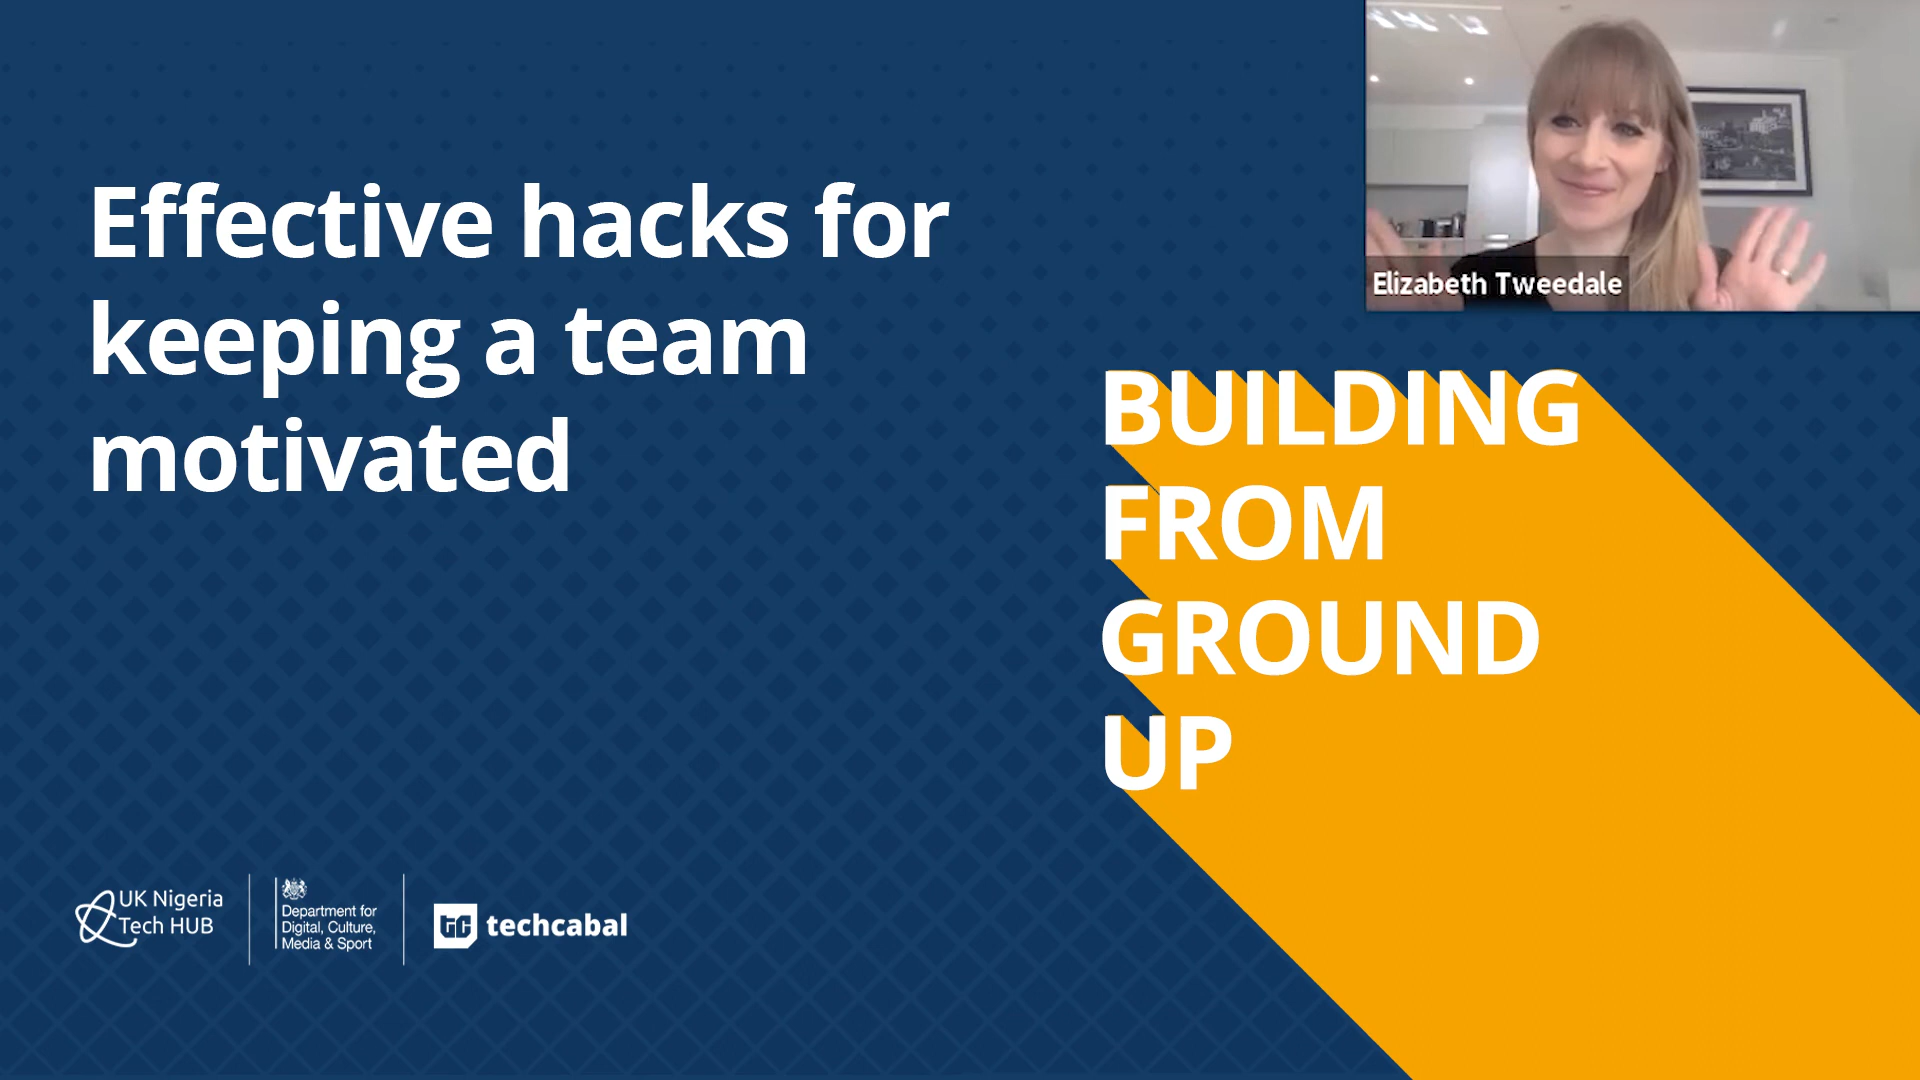 Effective hacks for
keeping a team
motivated
Elizabeth Tweedale
BUILDING
FROM
GROUND
UP
UK Nigeria
Tech HUB
Department for
Digital, Culture,
Media & Sport
tc techcabal